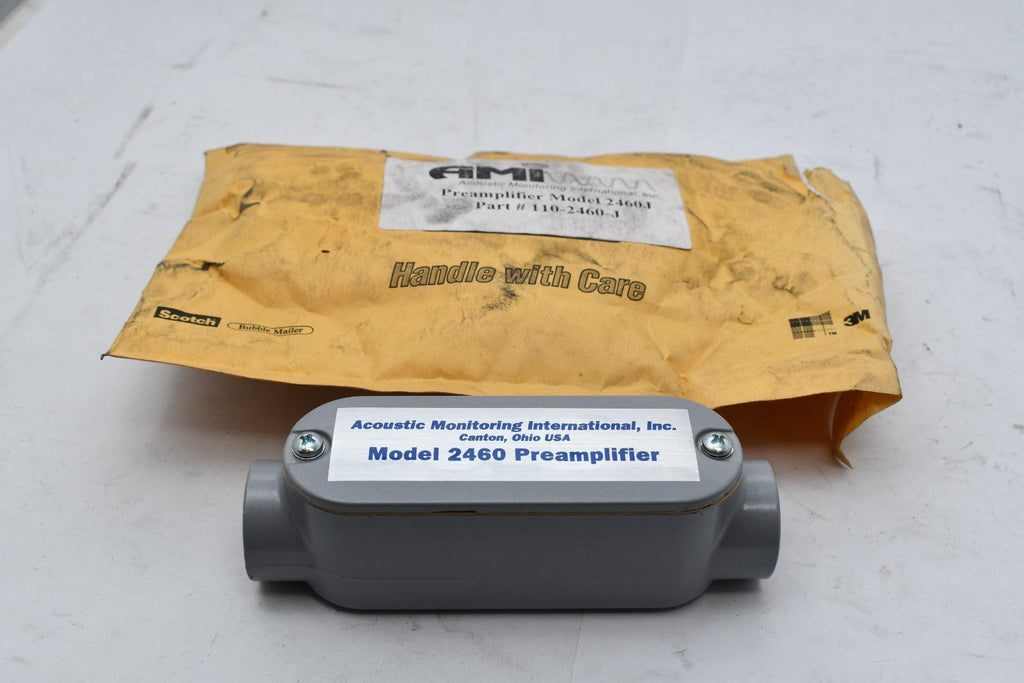 AMI
Acoustic Monitoring International, Inc.
Preamplifier Model 2460J
Part # 110-2460-J
Handle with Care
Scotch
Bubble Mailer
TM
3M
Acoustic Monitoring International, Inc.
Canton, Ohio USA
Model 2460 Preamplifier